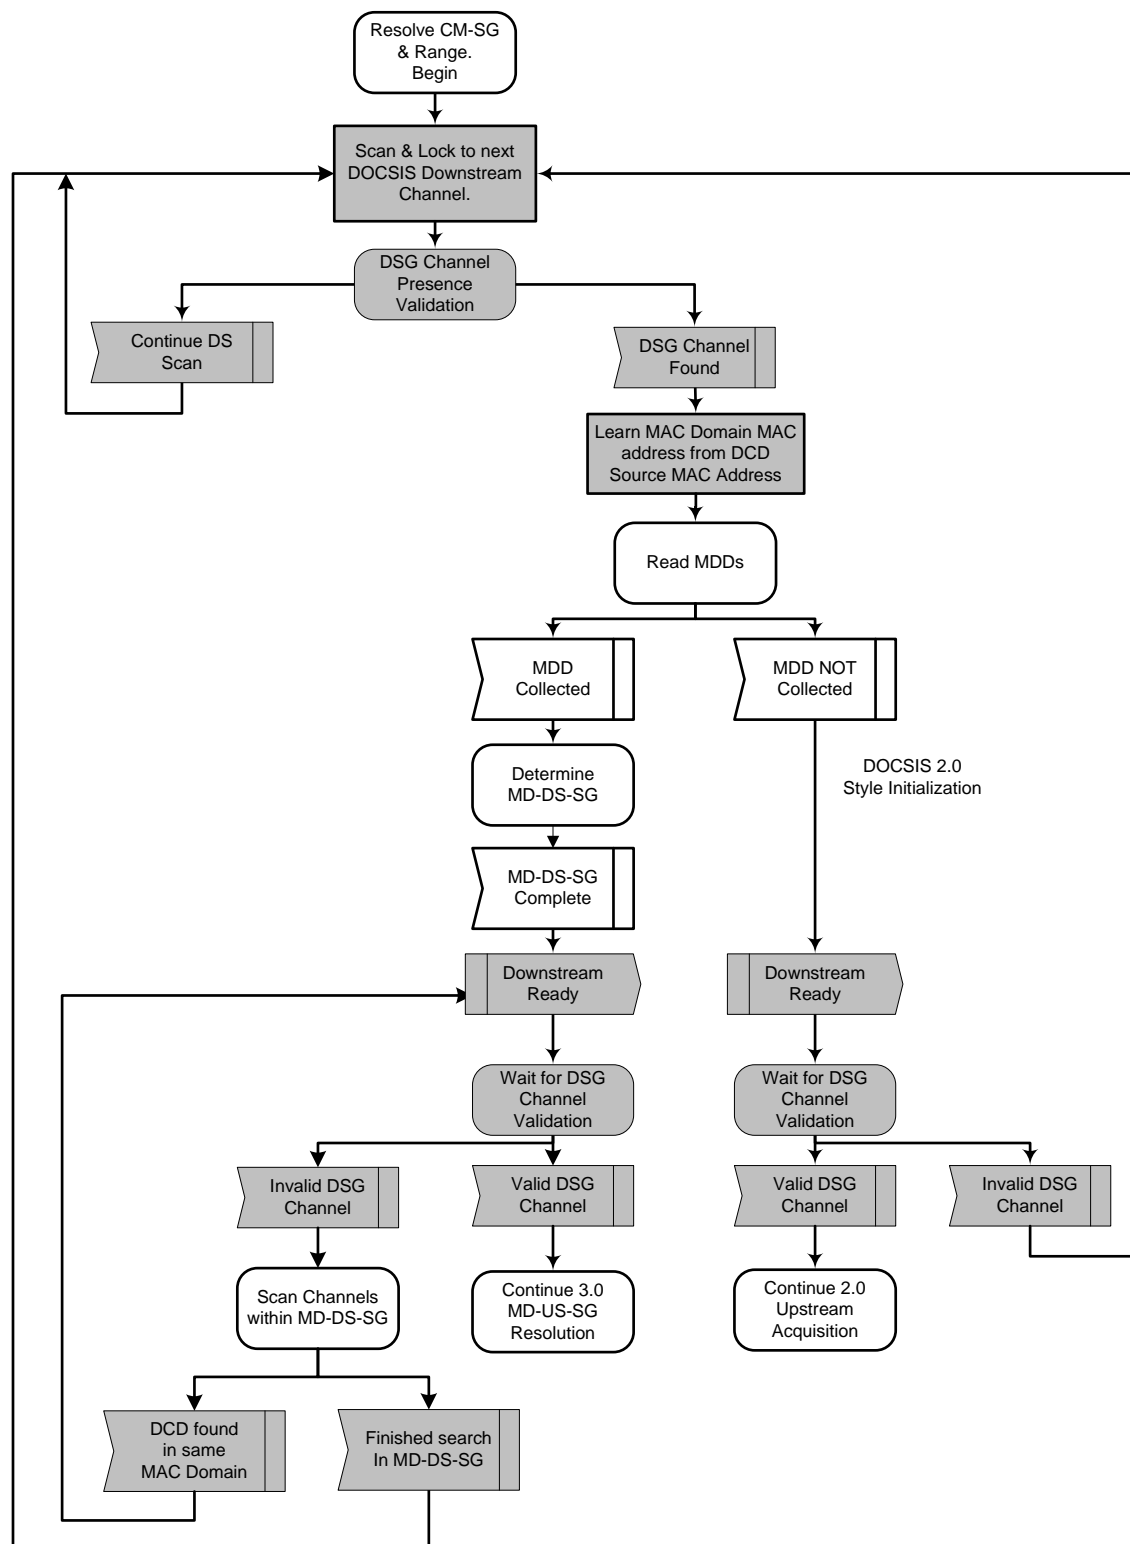 Resolve CM-SG
& Range.
Begin
Scan & Lock to next
DOCSIS Downstream
Channel.
DSG Channel
Presence
Validation
Continue DS
Scan
DSG Channel
Found
Learn MAC Domain MAC
address from DCD
Source MAC Address
Read MDDs
MDD
Collected
MDD NOT
Collected
Determine
MD-DS-SG
DOCSIS 2.0
Style Initialization
MD-DS-SG
Complete
Downstream
Ready
Downstream
Ready
Wait for DSG
Channel
Validation
Wait for DSG
Channel
Validation
Invalid DSG
Channel
Valid DSG
Channel
Valid DSG
Channel
Invalid DSG
Channel
Scan Channels
within MD-DS-SG
Continue 3.0
MD-US-SG
Resolution
Continue 2.0
Upstream
Acquisition
DCD found
in same
MAC Domain
Finished search
In MD-DS-SG